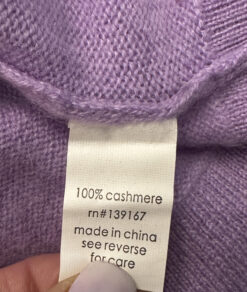 100% cashmere
rn#139167
made in china
see reverse
for care